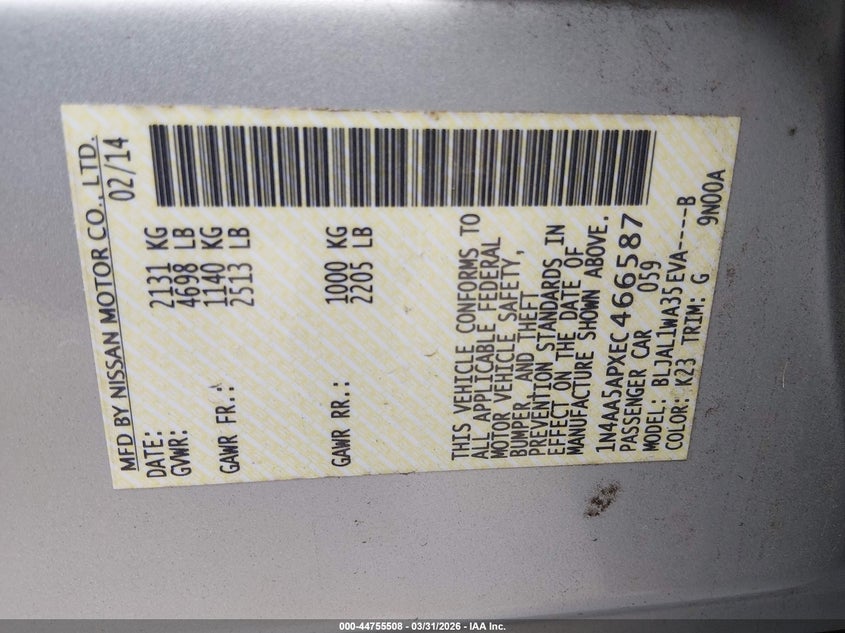 MFD BY NISSAN MOTOR CO., LTD.
DATE: 02/14
GVWR: 2131 KG
4698 LB
GAWR FR.: 1140 KG
2513 LB
GAWR RR.: 1000 KG
2205 LB
THIS VEHICLE CONFORMS TO
ALL APPLICABLE FEDERAL
MOTOR VEHICLE SAFETY,
BUMPER, AND THEFT
PREVENTION STANDARDS IN
EFFECT ON THE DATE OF
MANUFACTURE SHOWN ABOVE.
1N4AA5APXEC466587
PASSENGER CAR 059
MODEL: BLJAL1WA35EVA-----B
COLOR: K23 TRIM: G 9N00A
000-44755508 - 03/31/2026 - IAA Inc.